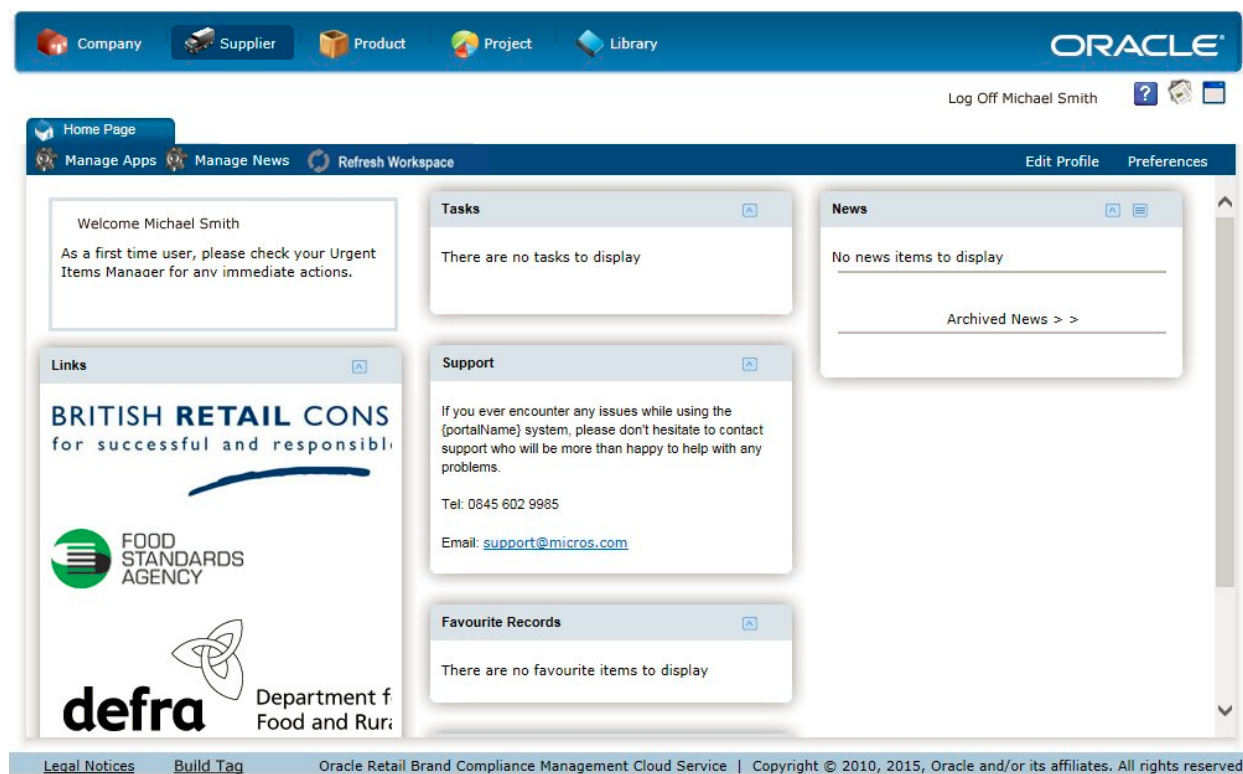 Company Supplier Product Project Library ORACLE
Log Off Michael Smith ?
Home Page
Manage Apps Manage News Refresh Workspace Edit Profile Preferences
Welcome Michael Smith
As a first time user, please check your Urgent
Items Manager for any immediate actions.
Links
BRITISH RETAIL CONS
for successful and responsibl
FOOD
STANDARDS
AGENCY
defra
Department f
Food and Rura
Tasks
There are no tasks to display
Support
If you ever encounter any issues while using the
{portalName} system, please don't hesitate to contact
support who will be more than happy to help with any
problems.
Tel: 0845 602 9985
Email: support@micros.com
Favourite Records
There are no favourite items to display
News
No news items to display
Archived News > >
Legal Notices Build Tag Oracle Retail Brand Compliance Management Cloud Service | Copyright © 2010, 2015, Oracle and/or its affiliates. All rights reserved